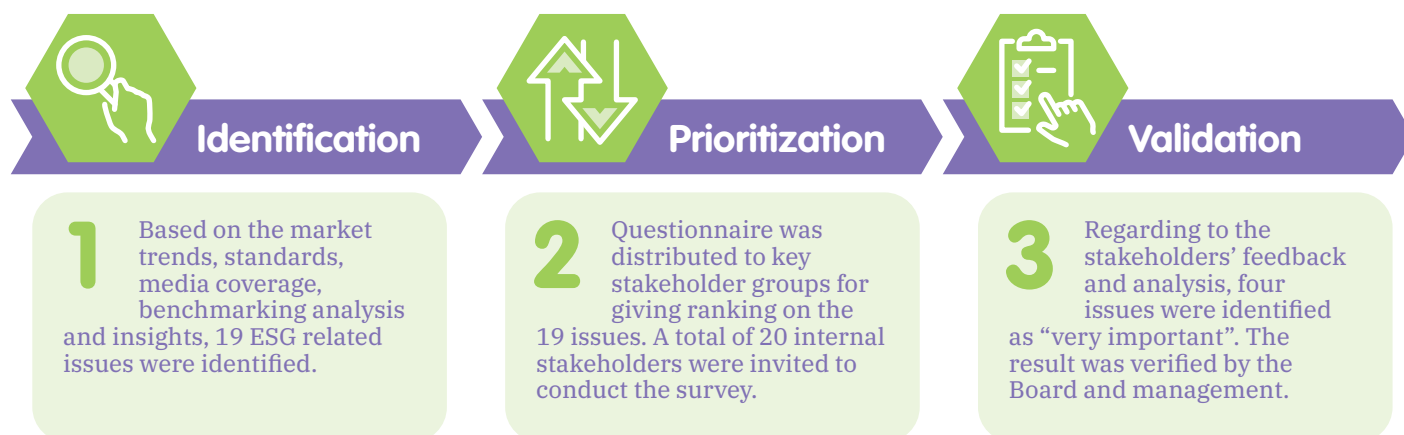 Identification
Prioritization
Validation
1
Based on the market
trends, standards,
media coverage,
benchmarking analysis
and insights, 19 ESG related
issues were identified.
2
Questionnaire was
distributed to key
stakeholder groups for
giving ranking on the
19 issues. A total of 20 internal
stakeholders were invited to
conduct the survey.
3
Regarding to the
stakeholders’ feedback
and analysis, four
issues were identified
as “very important”. The
result was verified by the
Board and management.